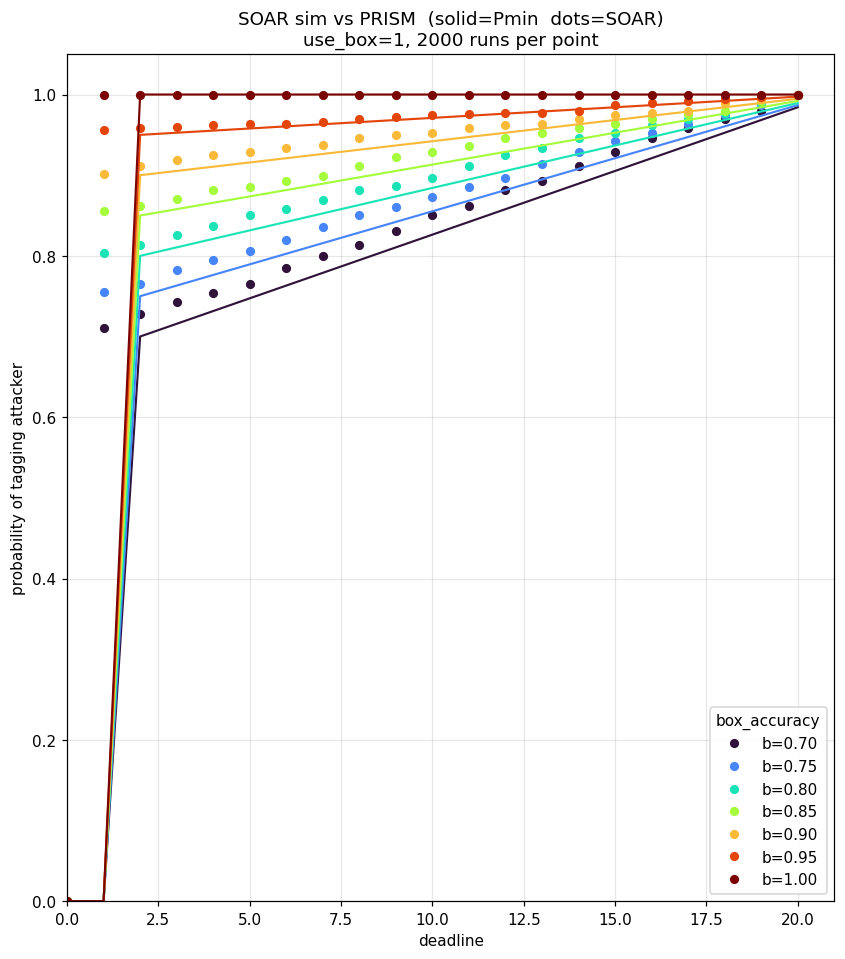 SOAR sim vs PRISM  (solid=Pmin  dots=SOAR)
use_box=1, 2000 runs per point
probability of tagging attacker
1.0
0.8
0.6
0.4
0.2
0.0
box_accuracy
b=0.70
b=0.75
b=0.80
b=0.85
b=0.90
b=0.95
b=1.00
0.0 2.5 5.0 7.5 10.0 12.5 15.0 17.5 20.0
deadline